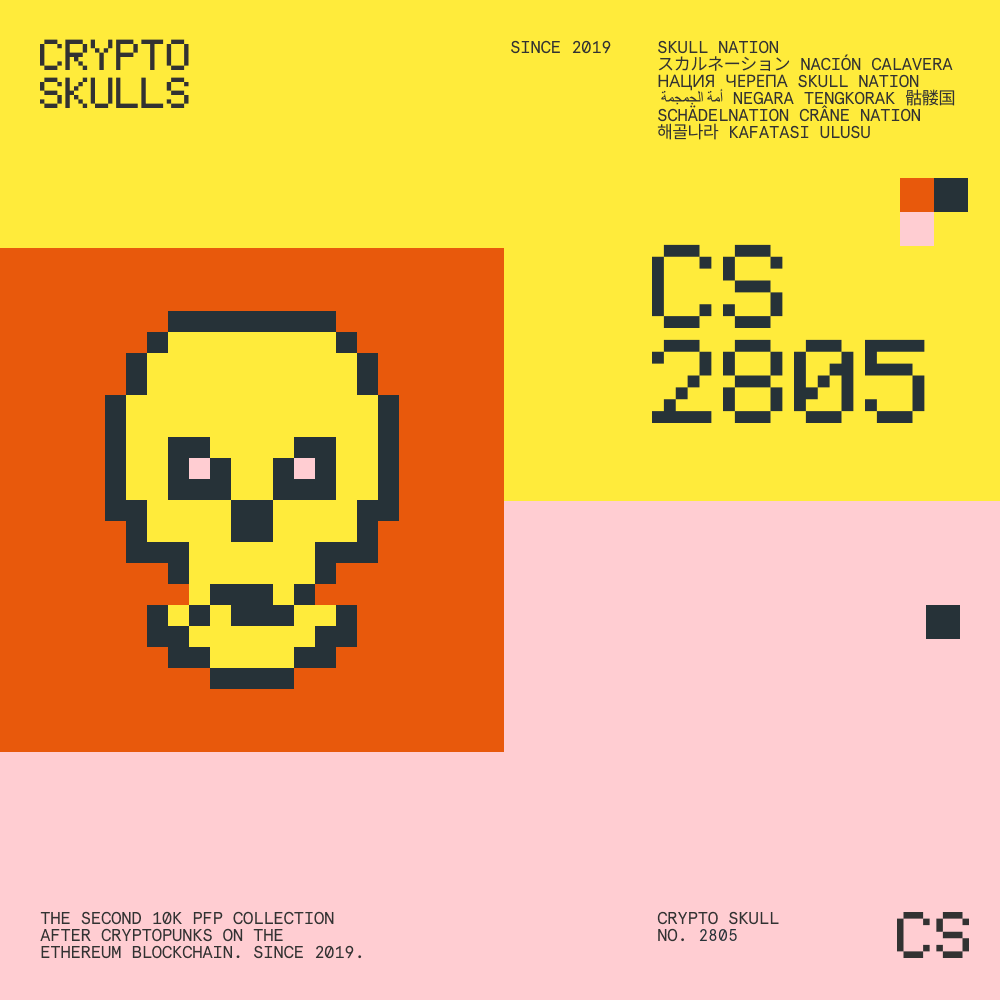 CRYPTO
SKULLS
SINCE 2019
SKULL NATION
スカルネーション NACIÓN CALAVERA
НАЦИЯ ЧЕРЕПА SKULL NATION
أمة الجمجمة NEGARA TENGKORAK 骷髅国
SCHÄDELNATION CRÂNE NATION
해골나라 KAFATASI ULUSU
CS
2805
THE SECOND 10K PFP COLLECTION
AFTER CRYPTOPUNKS ON THE
ETHEREUM BLOCKCHAIN. SINCE 2019.
CRYPTO SKULL
NO. 2805
CS